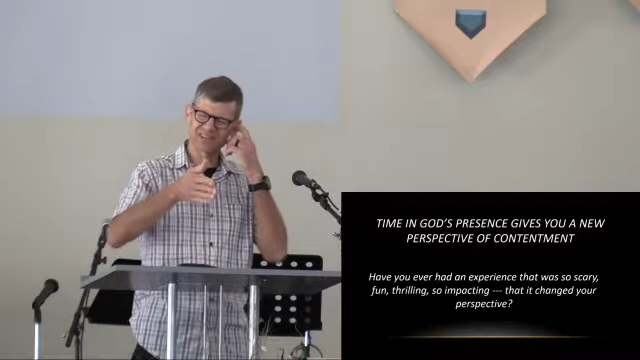 TIME IN GOD'S PRESENCE GIVES YOU A NEW
PERSPECTIVE OF CONTENTMENT
Have you ever had an experience that was so scary,
fun, thrilling, so impacting --- that it changed your
perspective?